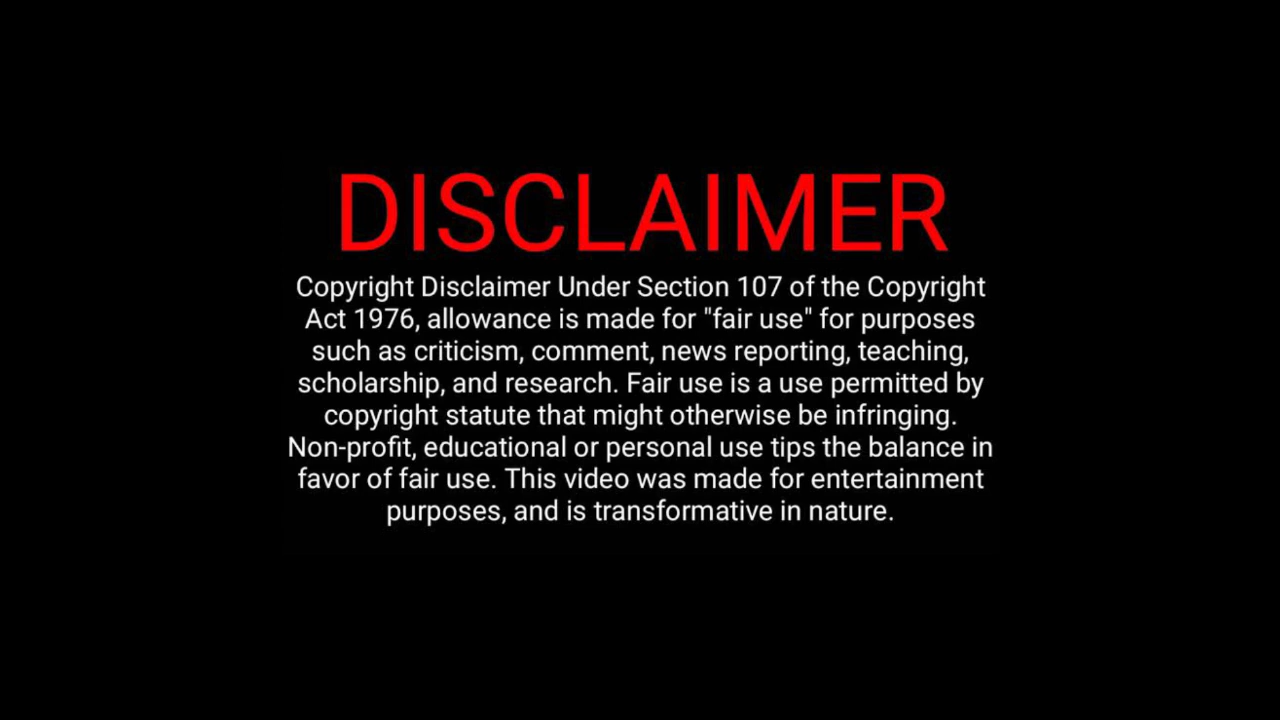 DISCLAIMER
Copyright Disclaimer Under Section 107 of the Copyright
Act 1976, allowance is made for "fair use" for purposes
such as criticism, comment, news reporting, teaching,
scholarship, and research. Fair use is a use permitted by
copyright statute that might otherwise be infringing.
Non-profit, educational or personal use tips the balance in
favor of fair use. This video was made for entertainment
purposes, and is transformative in nature.